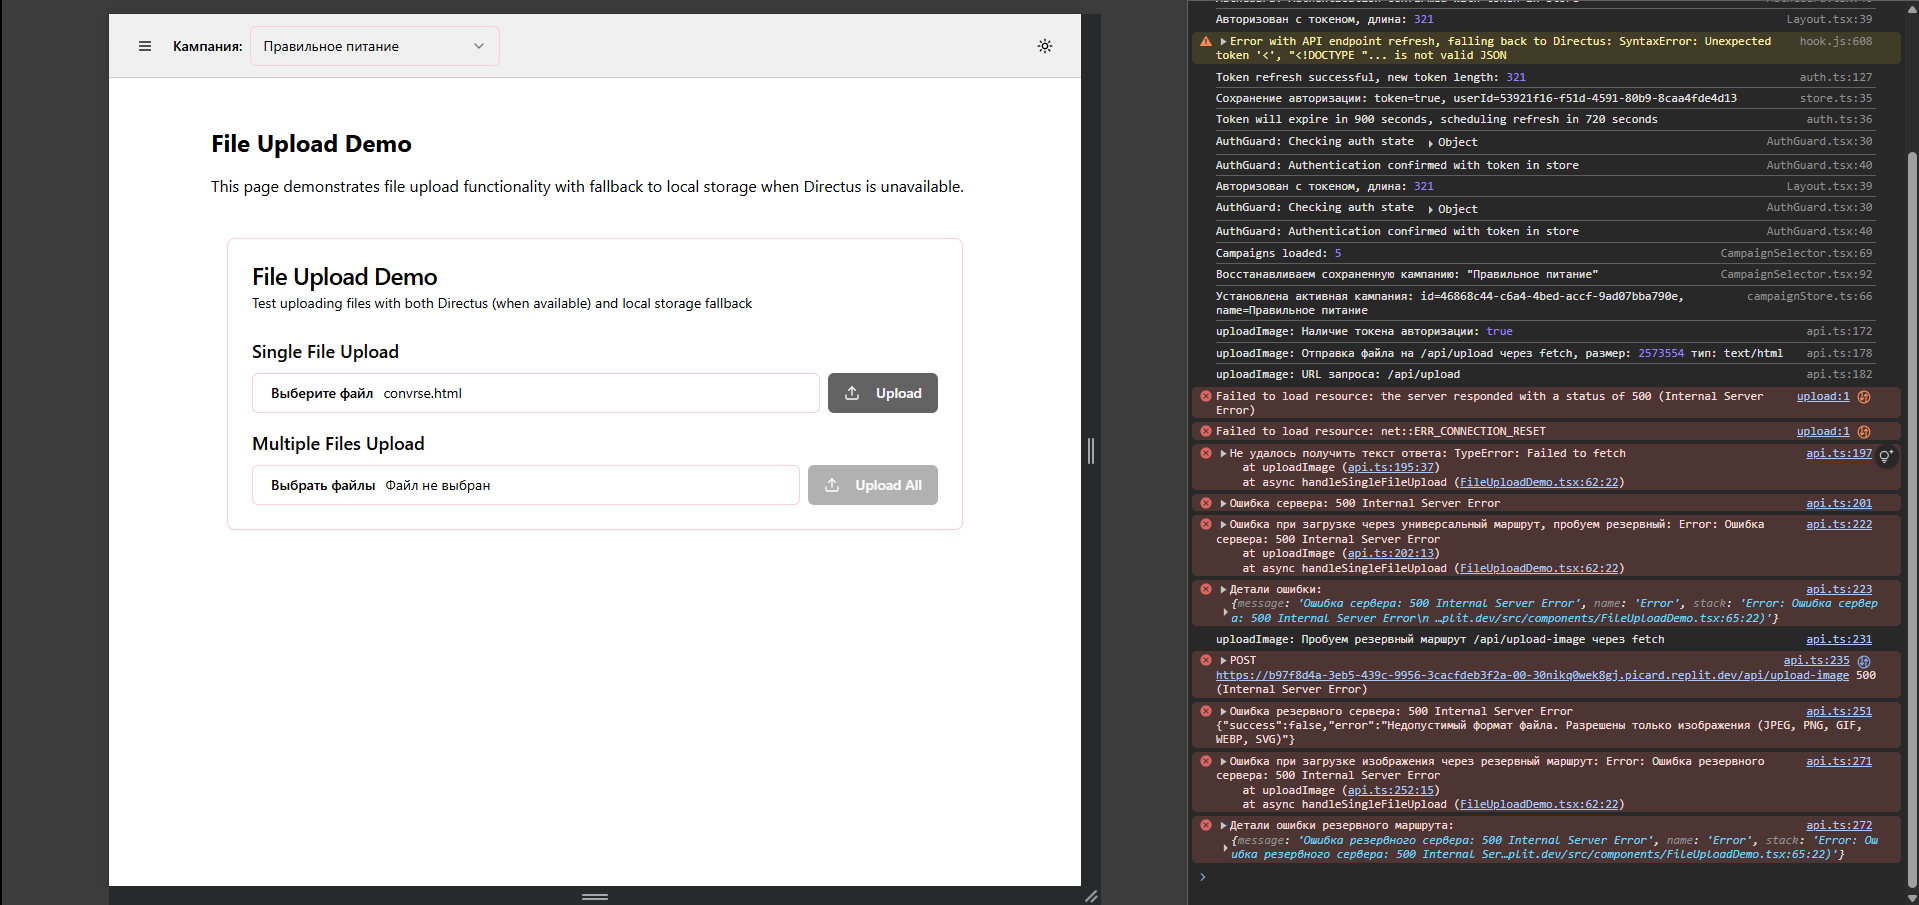 Кампания:
Правильное питание
File Upload Demo
This page demonstrates file upload functionality with fallback to local storage when Directus is unavailable.
File Upload Demo
Test uploading files with both Directus (when available) and local storage fallback
Single File Upload
Выберите файл convrse.html
Upload
Multiple Files Upload
Выбрать файлы Файл не выбран
Upload All
Авторизован с токеном, длина: 321 Layout.tsx:39
Error with API endpoint refresh, falling back to Directus: SyntaxError: Unexpected hook.js:608
token '<', "<!DOCTYPE "... is not valid JSON
Token refresh successful, new token length: 321 auth.ts:127
Сохранение авторизации: token=true, userId=53921f16-f51d-4591-80b9-8caa4fde4d13 store.ts:35
Token will expire in 900 seconds, scheduling refresh in 720 seconds auth.ts:36
AuthGuard: Checking auth state Object AuthGuard.tsx:30
AuthGuard: Authentication confirmed with token in store AuthGuard.tsx:40
Авторизован с токеном, длина: 321 Layout.tsx:39
AuthGuard: Checking auth state Object AuthGuard.tsx:30
AuthGuard: Authentication confirmed with token in store AuthGuard.tsx:40
Campaigns loaded: 5 CampaignSelector.tsx:69
Восстанавливаем сохраненную кампанию: "Правильное питание" CampaignSelector.tsx:92
Установлена активная кампания: id=46868c44-c6a4-4bed-accf-9ad07bba790e, campaignStore.ts:66
name=Правильное питание
uploadImage: Наличие токена авторизации: true api.ts:172
uploadImage: Отправка файла на /api/upload через fetch, размер: 2573554 тип: text/html api.ts:178
uploadImage: URL запроса: /api/upload api.ts:182
Failed to load resource: the server responded with a status of 500 (Internal Server upload:1
Error)
Failed to load resource: net::ERR_CONNECTION_RESET upload:1
Не удалось получить текст ответа: TypeError: Failed to fetch api.ts:197
at uploadImage (api.ts:195:37)
at async handleSingleFileUpload (FileUploadDemo.tsx:62:22)
Ошибка сервера: 500 Internal Server Error api.ts:201
Ошибка при загрузке через универсальный маршрут, пробуем резервный: Error: Ошибка api.ts:222
сервера: 500 Internal Server Error
at uploadImage (api.ts:202:13)
at async handleSingleFileUpload (FileUploadDemo.tsx:62:22)
Детали ошибки: api.ts:223
{message: 'Ошибка сервера: 500 Internal Server Error', name: 'Error', stack: 'Error: Ошибка сервер
а: 500 Internal Server Error\n …plit.dev/src/components/FileUploadDemo.tsx:65:22)'}
uploadImage: Пробуем резервный маршрут /api/upload-image через fetch api.ts:231
POST api.ts:235
https://b97f8d4a-3eb5-439c-9956-3cacfdeb3f2a-00-30nikq0wek8gj.picard.replit.dev/api/upload-image 500
(Internal Server Error)
Ошибка резервного сервера: 500 Internal Server Error api.ts:251
{"success":false,"error":"Недопустимый формат файла. Разрешены только изображения (JPEG, PNG, GIF,
WEBP, SVG)"}
Ошибка при загрузке изображения через резервный маршрут: Error: Ошибка резервного api.ts:271
сервера: 500 Internal Server Error
at uploadImage (api.ts:252:15)
at async handleSingleFileUpload (FileUploadDemo.tsx:62:22)
Детали ошибки резервного маршрута: api.ts:272
{message: 'Ошибка резервного сервера: 500 Internal Server Error', name: 'Error', stack: 'Error: Ош
ибка резервного сервера: 500 Internal Ser…plit.dev/src/components/FileUploadDemo.tsx:65:22)'}